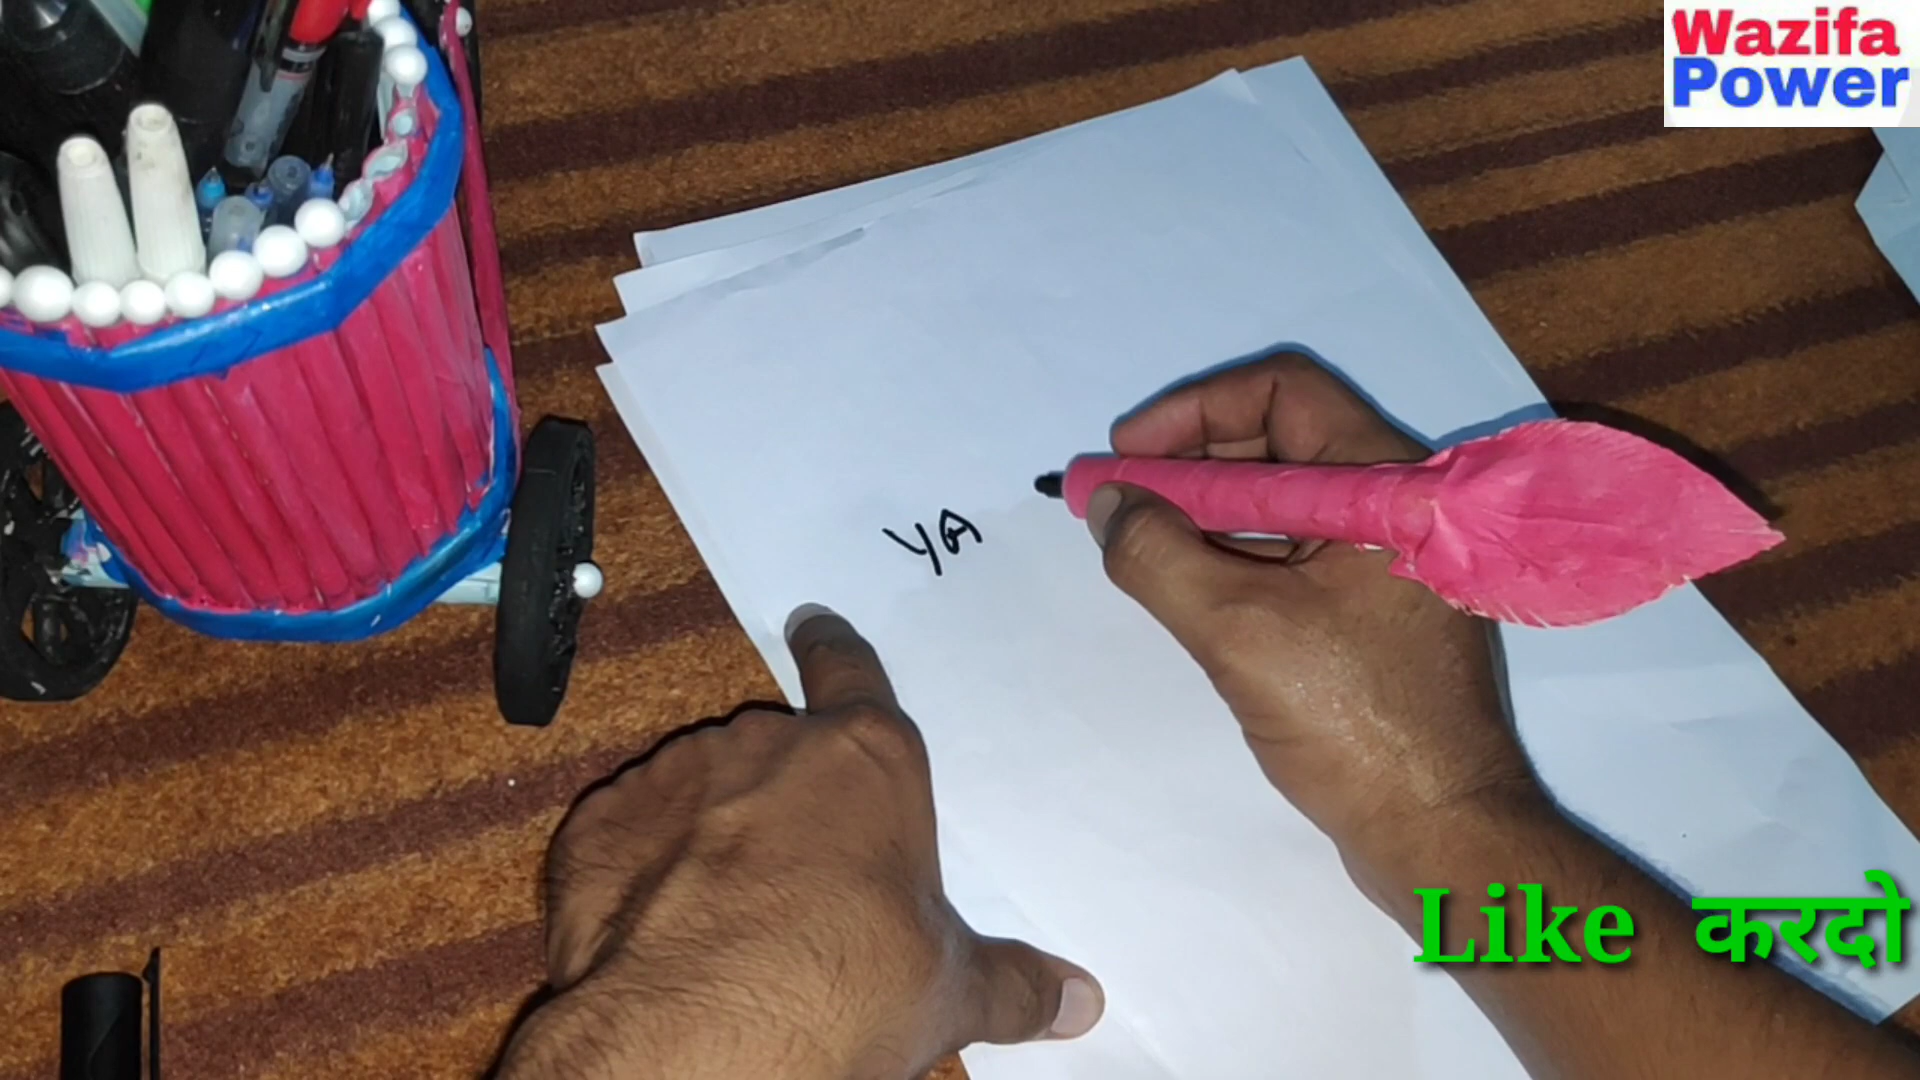 Wazifa
Power
YA
Like करदो